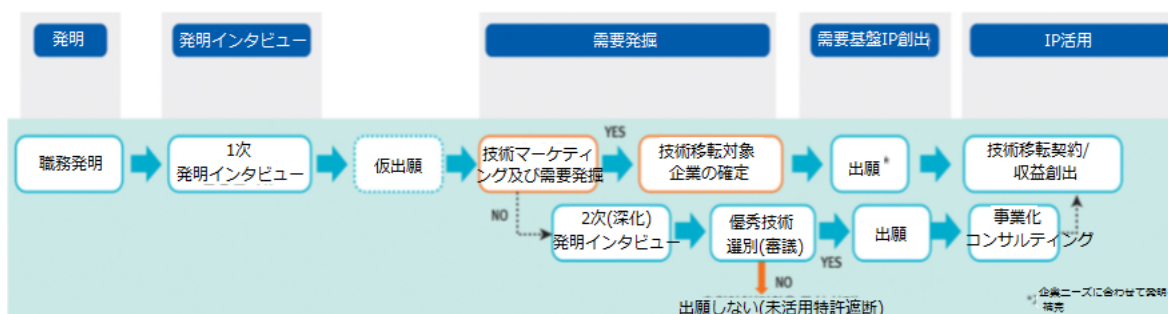 発明
発明インタビュー
需要発掘
需要基盤IP創出
IP活用
職務発明
1次
発明インタビュー
仮出願
技術マーケティ
ング及び需要発掘
YES
技術移転対象
企業の確定
出願*
技術移転契約/
収益創出
NO
2次(深化)
発明インタビュー
優秀技術
選別(審議)
YES
出願
事業化
コンサルティング
NO
出願しない(未活用特許遮断)
*) 企業ニーズに合わせて発明
補完